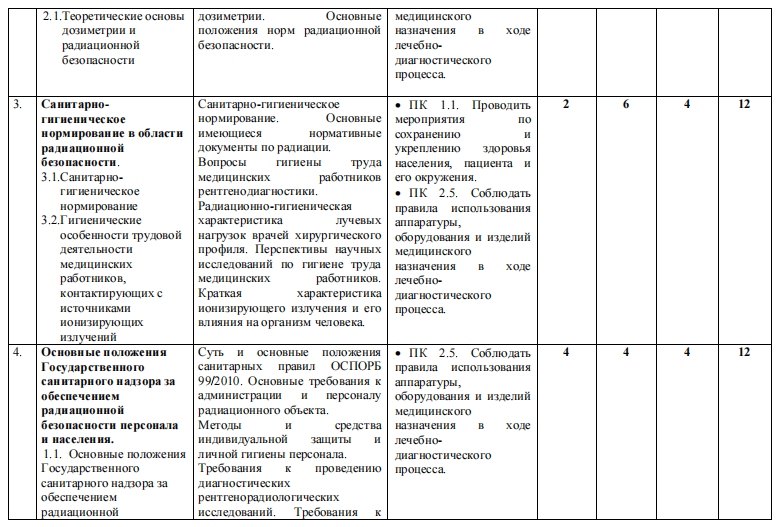 2.1.Теоретические основы
дозиметрии и
радиационной
безопасности
дозиметрии. Основные
положения норм радиационной
безопасности.
медицинского
назначения в ходе
лечебно-
диагностического
процесса.
3.
Санитарно-
гигиеническое
нормирование в области
радиационной
безопасности.
3.1.Санитарно-
гигиеническое
нормирование
3.2.Гигиенические
особенности трудовой
деятельности
медицинских
работников,
контактирующих с
источниками
ионизирующих
излучений
Санитарно-гигиеническое
нормирование. Основные
имеющиеся нормативные
документы по радиации.
Вопросы гигиены труда
медицинских работников
рентгенодиагностики.
Радиационно-гигиеническая
характеристика лучевых
нагрузок врачей хирургического
профиля. Перспективы научных
исследований по гигиене труда
медицинских работников.
Краткая характеристика
ионизирующего излучения и его
влияния на организм человека.
• ПК 1.1. Проводить
мероприятия по
сохранению и
укреплению здоровья
населения, пациента и
его окружения.
• ПК 2.5. Соблюдать
правила использования
аппаратуры,
оборудования и изделий
медицинского
назначения в ходе
лечебно-
диагностического
процесса.
2
6
4
12
4.
Основные положения
Государственного
санитарного надзора за
обеспечением
радиационной
безопасности персонала
и населения.
1.1. Основные положения
Государственного
санитарного надзора за
обеспечением
радиационной
Суть и основные положения
санитарных правил ОСПОРБ
99/2010. Основные требования к
администрации и персоналу
радиационного объекта.
Методы и средства
индивидуальной защиты и
личной гигиены персонала.
Требования к проведению
диагностических
рентгенорадиологических
исследований. Требования к
• ПК 2.5. Соблюдать
правила использования
аппаратуры,
оборудования и изделий
медицинского
назначения в ходе
лечебно-
диагностического
процесса.
4
4
4
12